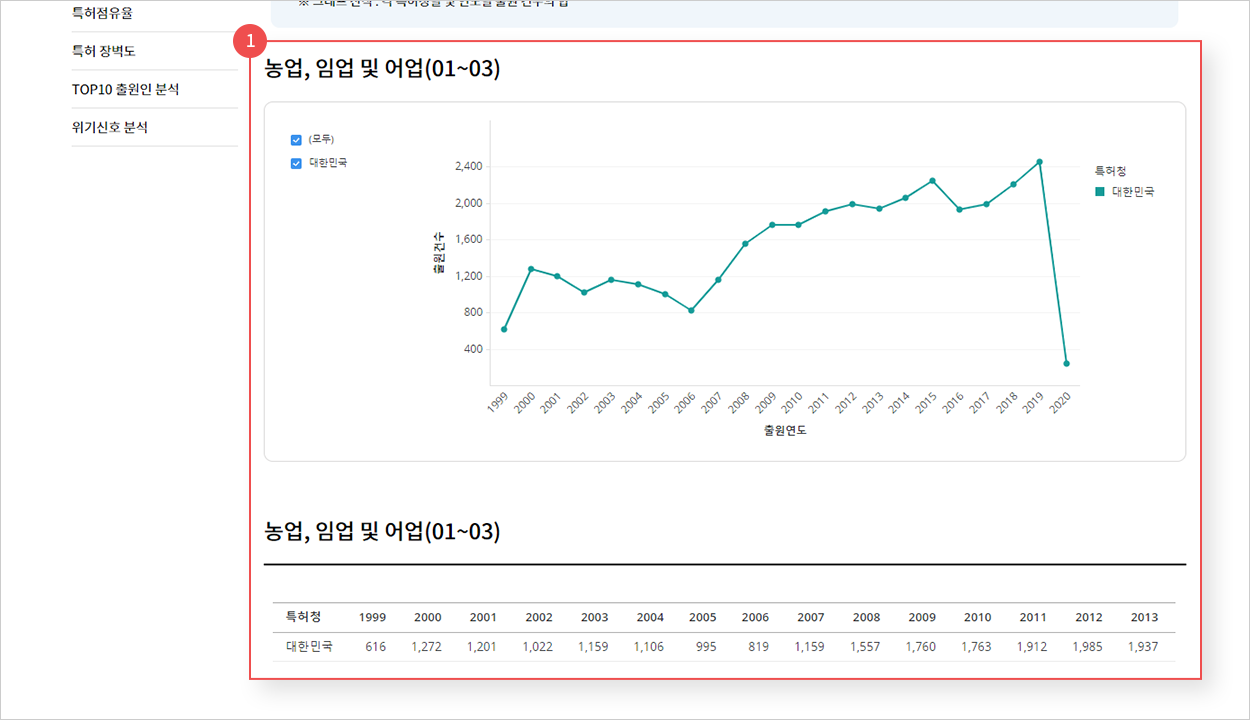 특허점유율
특허 장벽도
TOP10 출원인 분석
위기신호 분석
1
농업, 임업 및 어업(01~03)
(모두)
대한민국
출원건수
2,400
2,000
1,600
1,200
800
400
1999 2000 2001 2002 2003 2004 2005 2006 2007 2008 2009 2010 2011 2012 2013 2014 2015 2016 2017 2018 2019 2020
출원연도
특허청
대한민국
농업, 임업 및 어업(01~03)
특허청 1999 2000 2001 2002 2003 2004 2005 2006 2007 2008 2009 2010 2011 2012 2013
대한민국 616 1,272 1,201 1,022 1,159 1,106 995 819 1,159 1,557 1,760 1,763 1,912 1,985 1,937